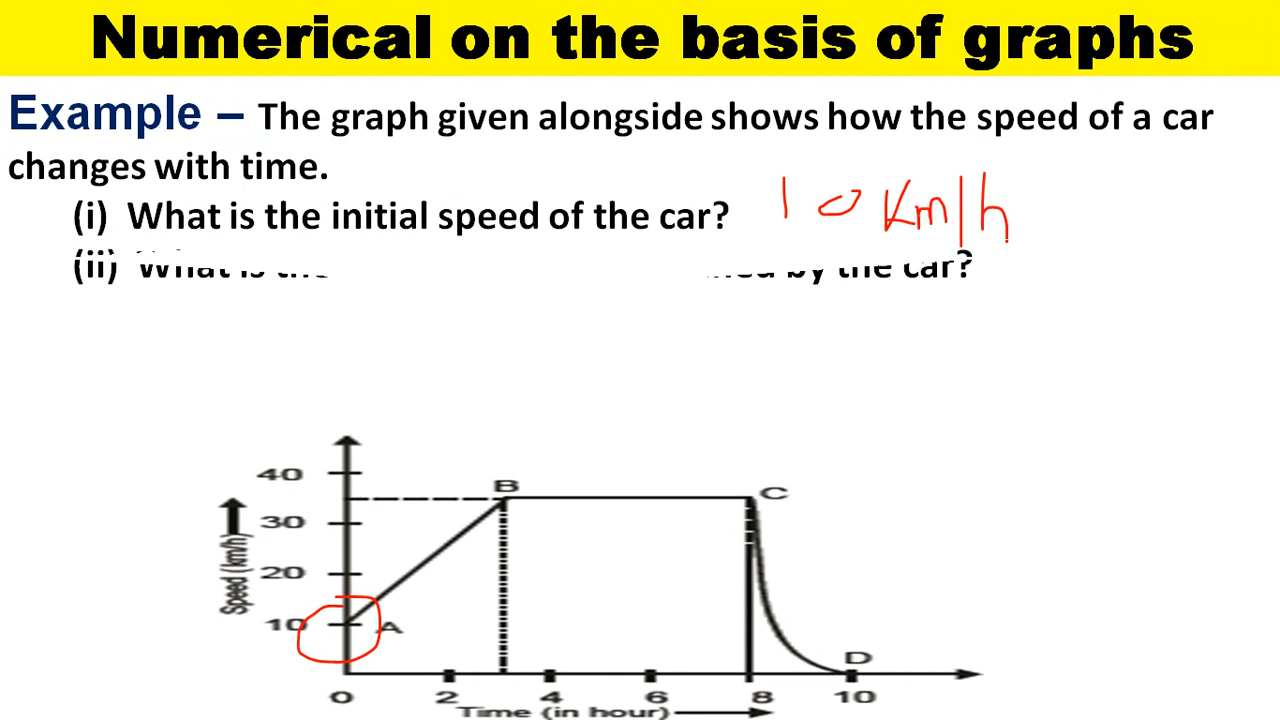 Numerical on the basis of graphs
Example – The graph given alongside shows how the speed of a car
changes with time.
(i) What is the initial speed of the car? 10 Km/h
(ii) What is the by the car?
B
C
40
30
20
10
A
D
Speed (km/h)
0 2 4 6 8 10
Time (in hour)